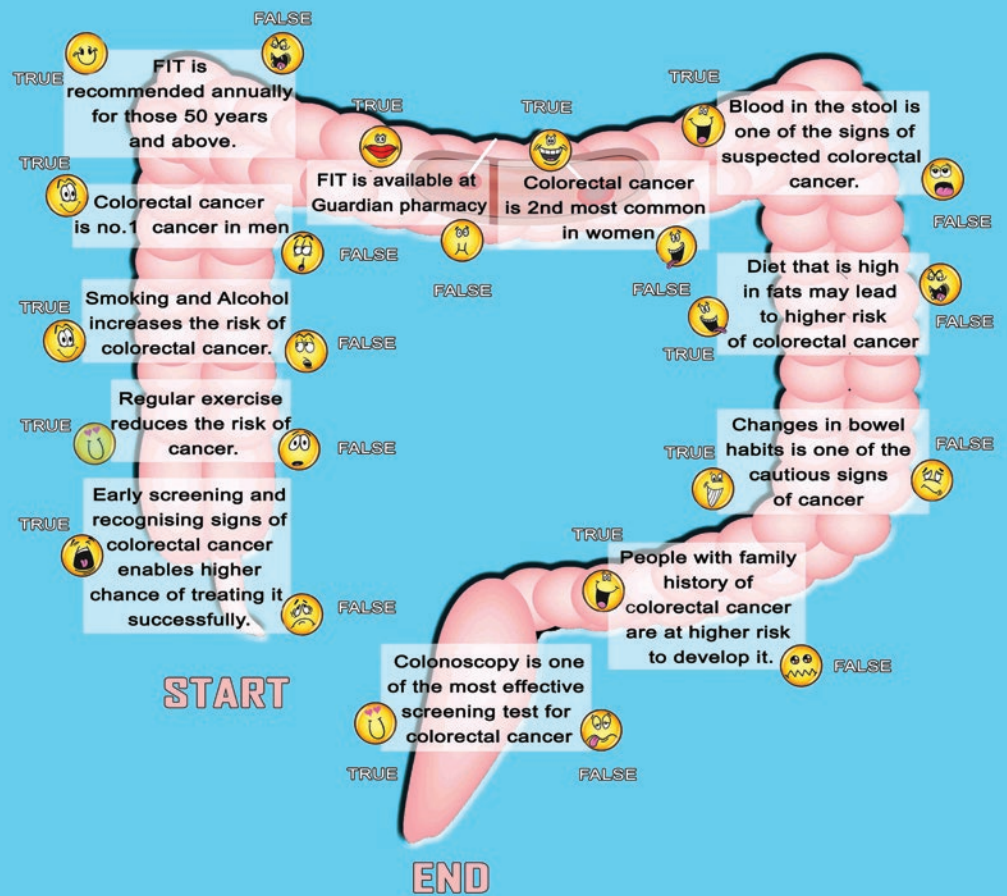 FALSE
TRUE
FIT is
recommended annually
for those 50 years
and above.
TRUE
FIT is available at
Guardian pharmacy
FALSE
TRUE
Colorectal cancer
is 2nd most common
in women
FALSE
TRUE
Blood in the stool is
one of the signs of
suspected colorectal
cancer.
FALSE
TRUE
Colorectal cancer
is no.1 cancer in men
FALSE
Diet that is high
in fats may lead
to higher risk
of colorectal cancer
TRUE
FALSE
TRUE
Smoking and Alcohol
increases the risk of
colorectal cancer.
FALSE
TRUE
Regular exercise
reduces the risk of
cancer.
FALSE
TRUE
Changes in bowel
habits is one of the
cautious signs
of cancer
FALSE
TRUE
Early screening and
recognising signs of
colorectal cancer
enables higher
chance of treating it
successfully.
FALSE
TRUE
People with family
history of
colorectal cancer
are at higher risk
to develop it.
FALSE
START
Colonoscopy is one
of the most effective
screening test for
colorectal cancer
TRUE
FALSE
END